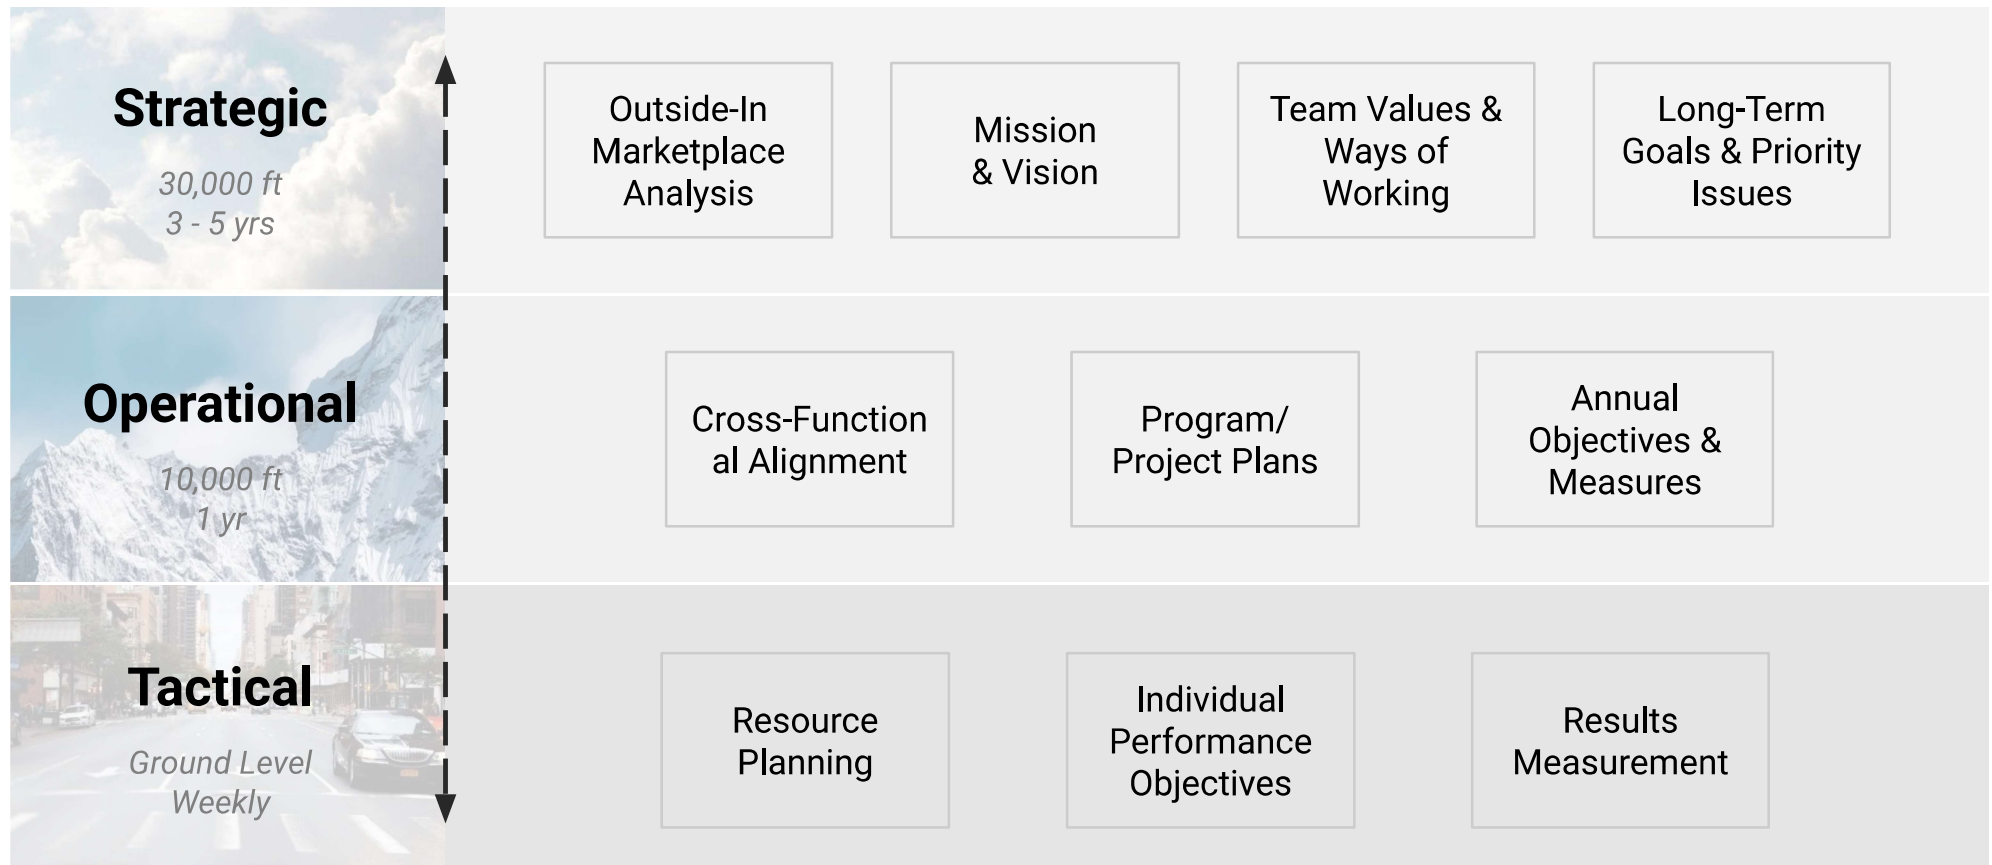 Strategic
30,000 ft
3 - 5 yrs
Outside-In
Marketplace
Analysis
Mission
& Vision
Team Values &
Ways of
Working
Long-Term
Goals & Priority
Issues
Operational
10,000 ft
1 yr
Cross-Function
al Alignment
Program/
Project Plans
Annual
Objectives &
Measures
Tactical
Ground Level
Weekly
Resource
Planning
Individual
Performance
Objectives
Results
Measurement